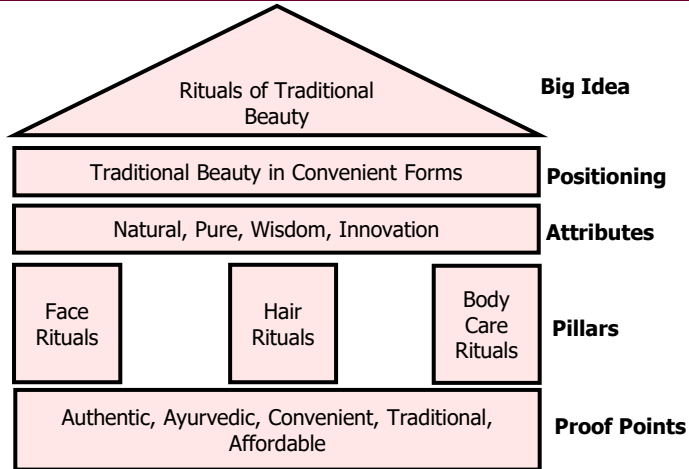 Rituals of Traditional
Beauty
Big Idea
Traditional Beauty in Convenient Forms
Positioning
Natural, Pure, Wisdom, Innovation
Attributes
Face
Rituals
Hair
Rituals
Body
Care
Rituals
Pillars
Authentic, Ayurvedic, Convenient, Traditional,
Affordable
Proof Points